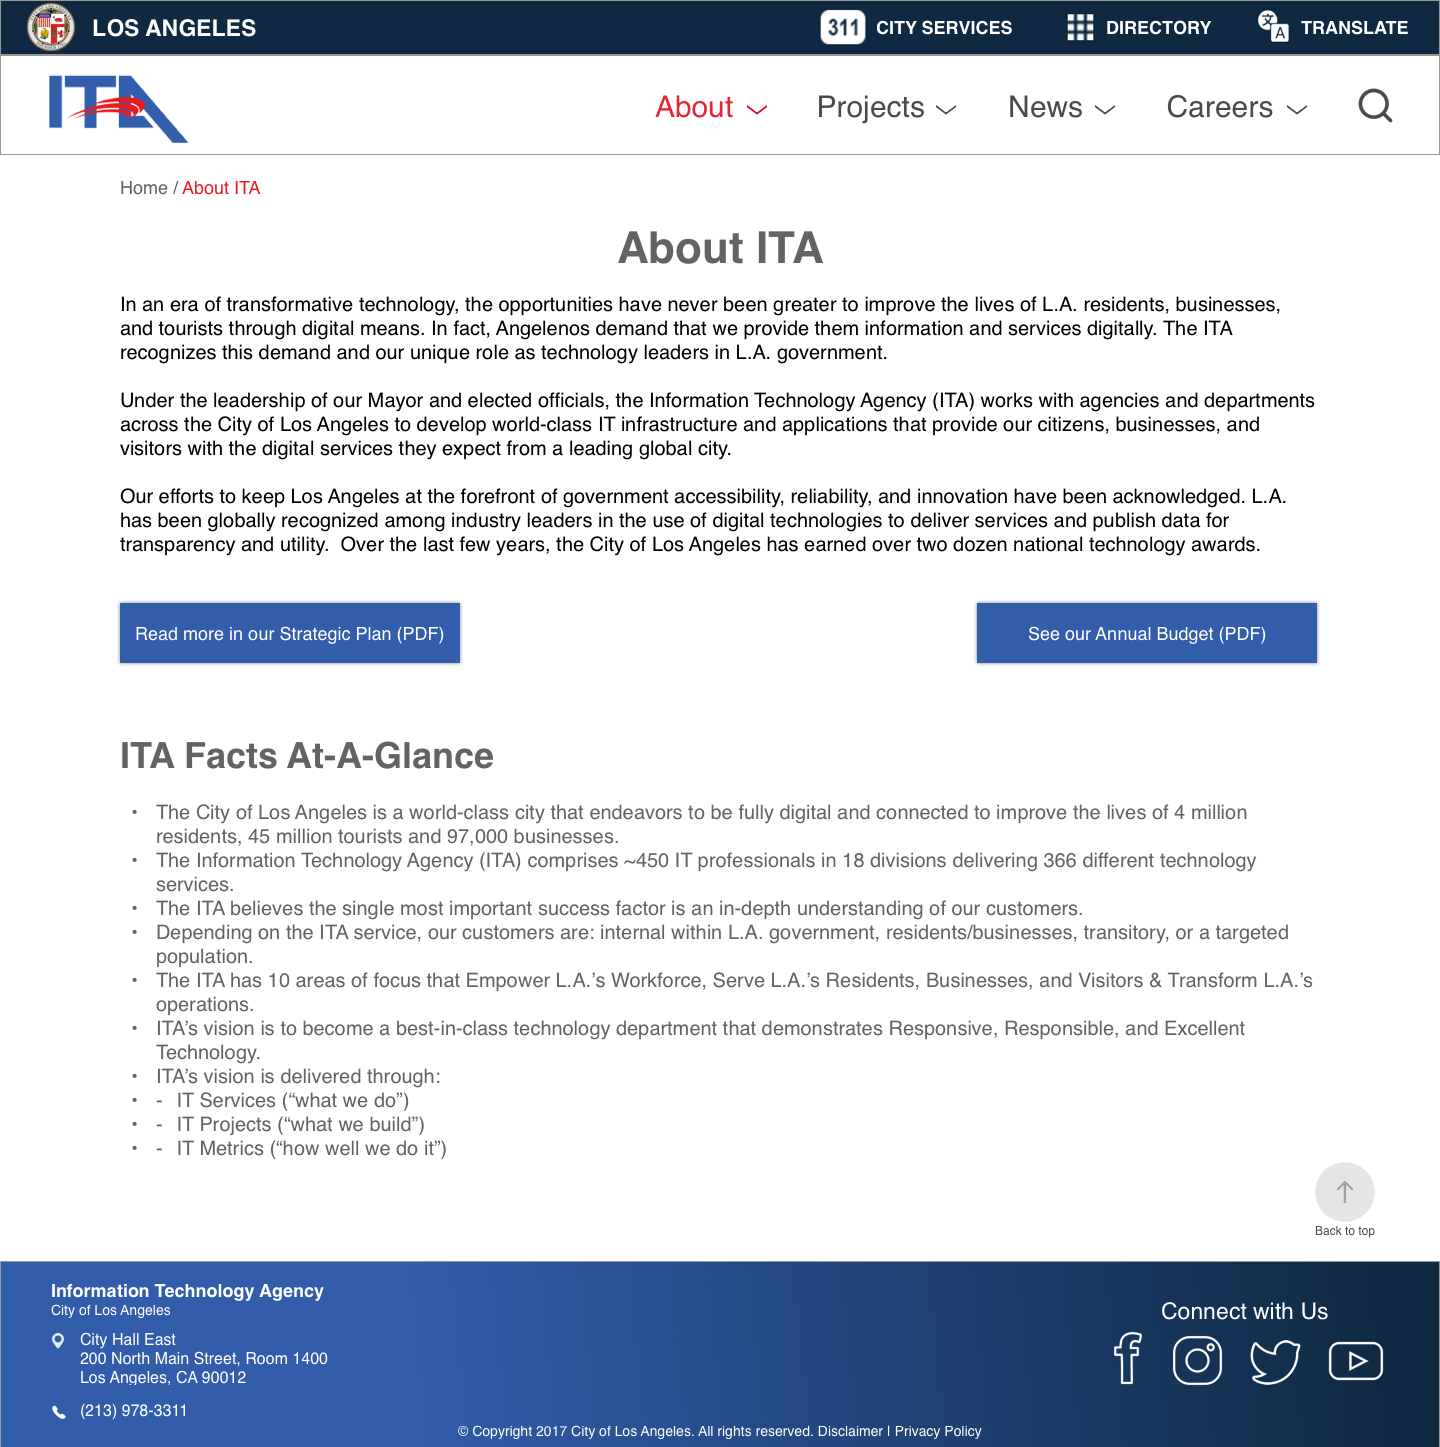 LOS ANGELES
311 CITY SERVICES
DIRECTORY
文 A TRANSLATE
ITA
About
Projects
News
Careers
Home / About ITA
About ITA
In an era of transformative technology, the opportunities have never been greater to improve the lives of L.A. residents, businesses,
and tourists through digital means. In fact, Angelenos demand that we provide them information and services digitally. The ITA
recognizes this demand and our unique role as technology leaders in L.A. government.
Under the leadership of our Mayor and elected officials, the Information Technology Agency (ITA) works with agencies and departments
across the City of Los Angeles to develop world-class IT infrastructure and applications that provide our citizens, businesses, and
visitors with the digital services they expect from a leading global city.
Our efforts to keep Los Angeles at the forefront of government accessibility, reliability, and innovation have been acknowledged. L.A.
has been globally recognized among industry leaders in the use of digital technologies to deliver services and publish data for
transparency and utility.  Over the last few years, the City of Los Angeles has earned over two dozen national technology awards.
Read more in our Strategic Plan (PDF)
See our Annual Budget (PDF)
ITA Facts At-A-Glance
• The City of Los Angeles is a world-class city that endeavors to be fully digital and connected to improve the lives of 4 million
residents, 45 million tourists and 97,000 businesses.
• The Information Technology Agency (ITA) comprises ~450 IT professionals in 18 divisions delivering 366 different technology
services.
• The ITA believes the single most important success factor is an in-depth understanding of our customers.
• Depending on the ITA service, our customers are: internal within L.A. government, residents/businesses, transitory, or a targeted
population.
• The ITA has 10 areas of focus that Empower L.A.’s Workforce, Serve L.A.’s Residents, Businesses, and Visitors & Transform L.A.’s
operations.
• ITA’s vision is to become a best-in-class technology department that demonstrates Responsive, Responsible, and Excellent
Technology.
• ITA’s vision is delivered through:
• - IT Services (“what we do”)
• - IT Projects (“what we build”)
• - IT Metrics (“how well we do it”)
Back to top
Information Technology Agency
City of Los Angeles
City Hall East
200 North Main Street, Room 1400
Los Angeles, CA 90012
(213) 978-3311
Connect with Us
© Copyright 2017 City of Los Angeles. All rights reserved. Disclaimer | Privacy Policy